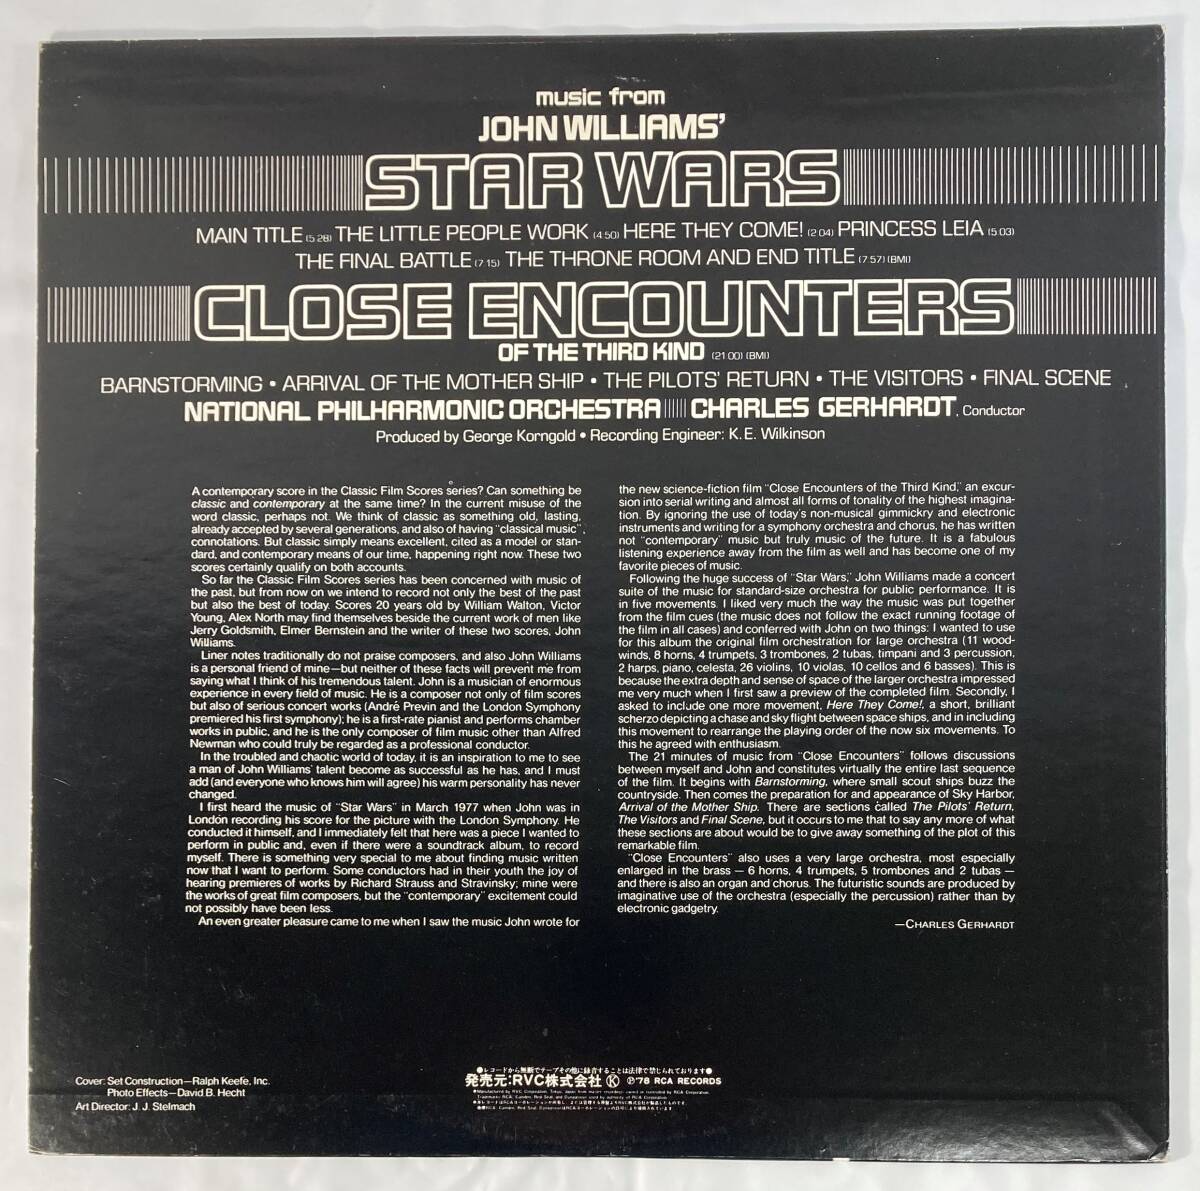 music from
JOHN WILLIAMS'
STAR WARS
MAIN TITLE (5:28) THE LITTLE PEOPLE WORK (4:50) HERE THEY COME! (2:04) PRINCESS LEIA (5:03)
THE FINAL BATTLE (7:15) THE THRONE ROOM AND END TITLE (7:57) (BMI)
CLOSE ENCOUNTERS
OF THE THIRD KIND (21:00) (BMI)
BARNSTORMING • ARRIVAL OF THE MOTHER SHIP • THE PILOTS' RETURN • THE VISITORS • FINAL SCENE
NATIONAL PHILHARMONIC ORCHESTRA CHARLES GERHARDT, Conductor
Produced by George Korngold • Recording Engineer: K.E. Wilkinson
A contemporary score in the Classic Film Scores series? Can something be
classic and contemporary at the same time? In the current misuse of the
word classic, perhaps not. We think of classic as something old, lasting,
already accepted by several generations, and also of having "classical music"
connotations. But classic simply means excellent, cited as a model or stan-
dard, and contemporary means of our time, happening right now. These two
scores certainly qualify on both accounts.
So far the Classic Film Scores series has been concerned with music of
the past, but from now on we intend to record not only the best of the past
but also the best of today. Scores 20 years old by William Walton, Victor
Young, Alex North may find themselves beside the current work of men like
Jerry Goldsmith, Elmer Bernstein and the writer of these two scores, John
Williams.
Liner notes traditionally do not praise composers, and also John Williams
is a personal friend of mine—but neither of these facts will prevent me from
saying what I think of his tremendous talent. John is a musician of enormous
experience in every field of music. He is a composer not only of film scores
but also of serious concert works (André Previn and the London Symphony
premiered his first symphony); he is a first-rate pianist and performs chamber
works in public, and he is the only composer of film music other than Alfred
Newman who could truly be regarded as a professional conductor.
In the troubled and chaotic world of today, it is an inspiration to me to see
a man of John Williams' talent become as successful as he has, and I must
add (and everyone who knows him will agree) his warm personality has never
changed.
I first heard the music of "Star Wars" in March 1977 when John was in
London recording his score for the picture with the London Symphony. He
conducted it himself, and I immediately felt that here was a piece I wanted to
perform in public and, even if there were a soundtrack album, to record
myself. There is something very special to me about finding music written
now that I want to perform. Some conductors had in their youth the joy of
hearing premieres of works by Richard Strauss and Stravinsky; mine were
the works of great film composers, but the "contemporary" excitement could
not possibly have been less.
An even greater pleasure came to me when I saw the music John wrote for
the new science-fiction film "Close Encounters of the Third Kind," an excur-
sion into serial writing and almost all forms of tonality of the highest imagina-
tion. By ignoring the use of today's non-musical gimmickry and electronic
instruments and writing for a symphony orchestra and chorus, he has written
not "contemporary" music but truly music of the future. It is a fabulous
listening experience away from the film as well and has become one of my
favorite pieces of music.
Following the huge success of "Star Wars," John Williams made a concert
suite of the music for standard-size orchestra for public performance. It is
in five movements. I liked very much the way the music was put together
from the film cues (the music does not follow the exact running footage of
the film in all cases) and conferred with John on two things: I wanted to use
for this album the original film orchestration for large orchestra (11 wood-
winds, 8 horns, 4 trumpets, 3 trombones, 2 tubas, timpani and 3 percussion,
2 harps, piano, celesta, 26 violins, 10 violas, 10 cellos and 6 basses). This is
because the extra depth and sense of space of the larger orchestra impressed
me very much when I first saw a preview of the completed film. Secondly, I
asked to include one more movement, Here They Come!, a short, brilliant
scherzo depicting a chase and sky flight between space ships, and in including
this movement to rearrange the playing order of the now six movements. To
this he agreed with enthusiasm.
The 21 minutes of music from "Close Encounters" follows discussions
between myself and John and constitutes virtually the entire last sequence
of the film. It begins with Barnstorming, where small scout ships buzz the
countryside. Then comes the preparation for and appearance of Sky Harbor,
Arrival of the Mother Ship. There are sections called The Pilots' Return,
The Visitors and Final Scene, but it occurs to me that to say any more of what
these sections are about would be to give away something of the plot of this
remarkable film.
"Close Encounters" also uses a very large orchestra, most especially
enlarged in the brass — 6 horns, 4 trumpets, 5 trombones and 2 tubas —
and there is also an organ and chorus. The futuristic sounds are produced by
imaginative use of the orchestra (especially the percussion) rather than by
electronic gadgetry.
—CHARLES GERHARDT
Cover: Set Construction—Ralph Keefe, Inc.
Photo Effects—David B. Hecht
Art Director: J. J. Stelmach
●レコードから無断でテープその他に録音することは法律で禁じられております●
発売元:RVC株式会社 Ⓚ ℗'78 RCA RECORDS